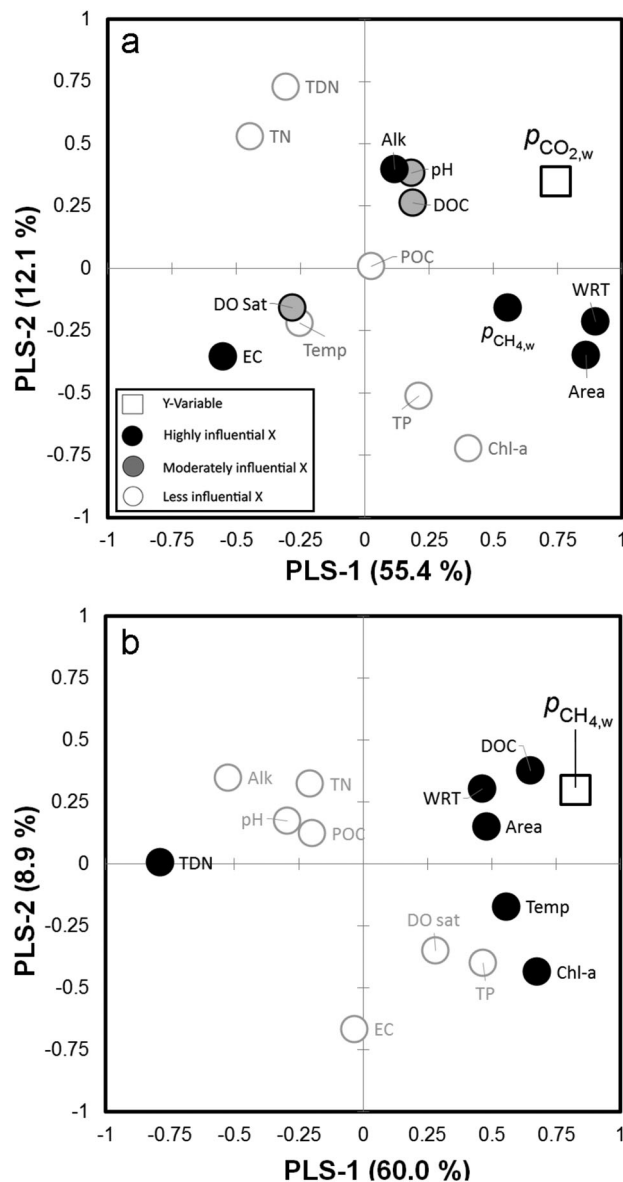 a
1
0.75
0.5
0.25
0
-0.25
-0.5
-0.75
-1
PLS-2 (12.1 %)
TDN
TN
Alk
pH
DOC
pCO2,w
POC
DO Sat
Temp
EC
pCH4,w
WRT
Area
TP
Chl-a
Y-Variable
Highly influential X
Moderately influential X
Less influential X
-1 -0.75 -0.5 -0.25 0 0.25 0.5 0.75 1
PLS-1 (55.4 %)
b
1
0.75
0.5
0.25
0
-0.25
-0.5
-0.75
-1
PLS-2 (8.9 %)
pCH4,w
DOC
WRT
Area
Alk
TN
pH
POC
TDN
Temp
DO sat
TP
Chl-a
EC
-1 -0.75 -0.5 -0.25 0 0.25 0.5 0.75 1
PLS-1 (60.0 %)